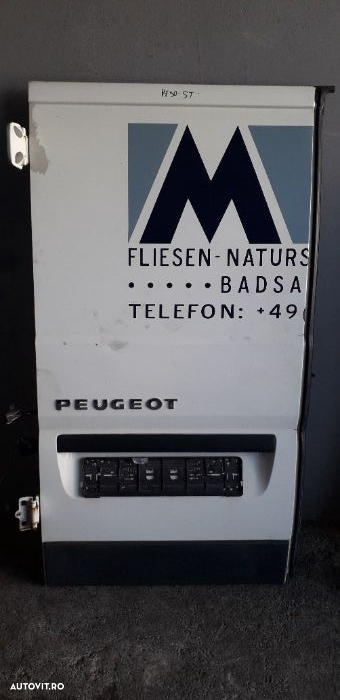 M
FLIESEN-NATURS
·····BADSA
TELEFON: +49
PEUGEOT
AUTOVIT.RO